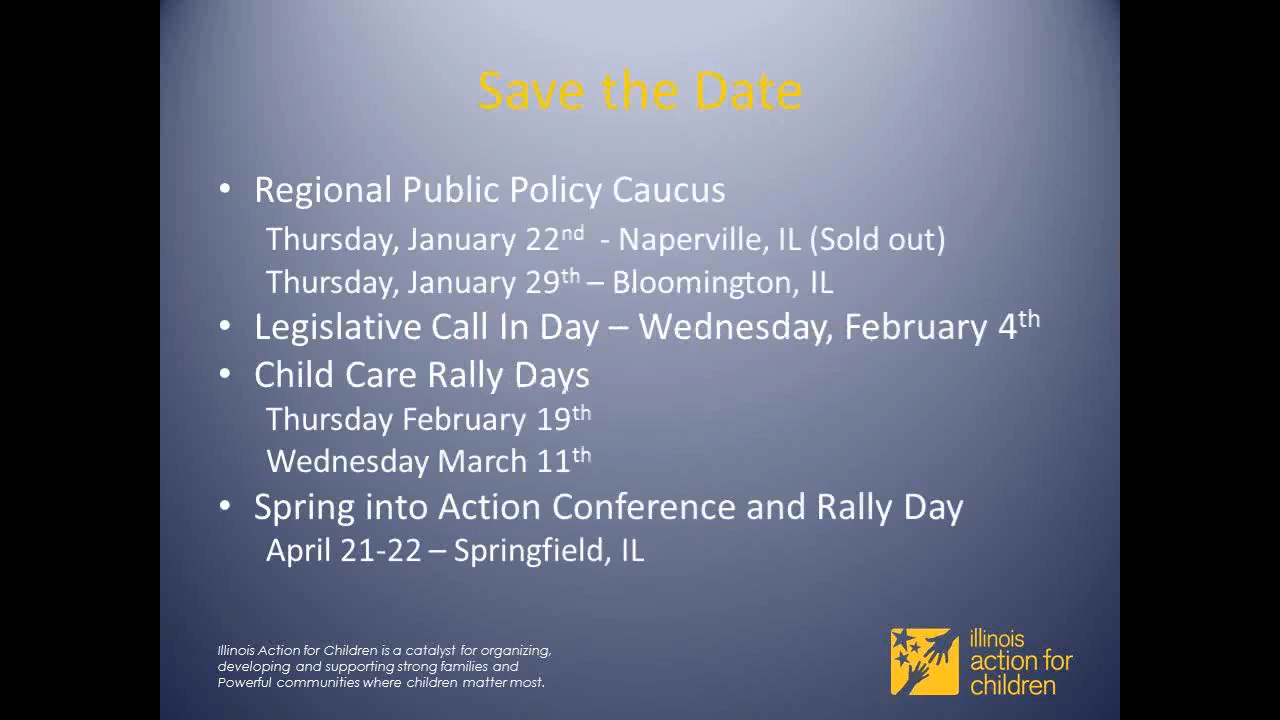 Save the Date
• Regional Public Policy Caucus
Thursday, January 22nd - Naperville, IL (Sold out)
Thursday, January 29th – Bloomington, IL
• Legislative Call In Day – Wednesday, February 4th
• Child Care Rally Days
Thursday February 19th
Wednesday March 11th
• Spring into Action Conference and Rally Day
April 21-22 – Springfield, IL
Illinois Action for Children is a catalyst for organizing,
developing and supporting strong families and
Powerful communities where children matter most.
illinois
action for
children